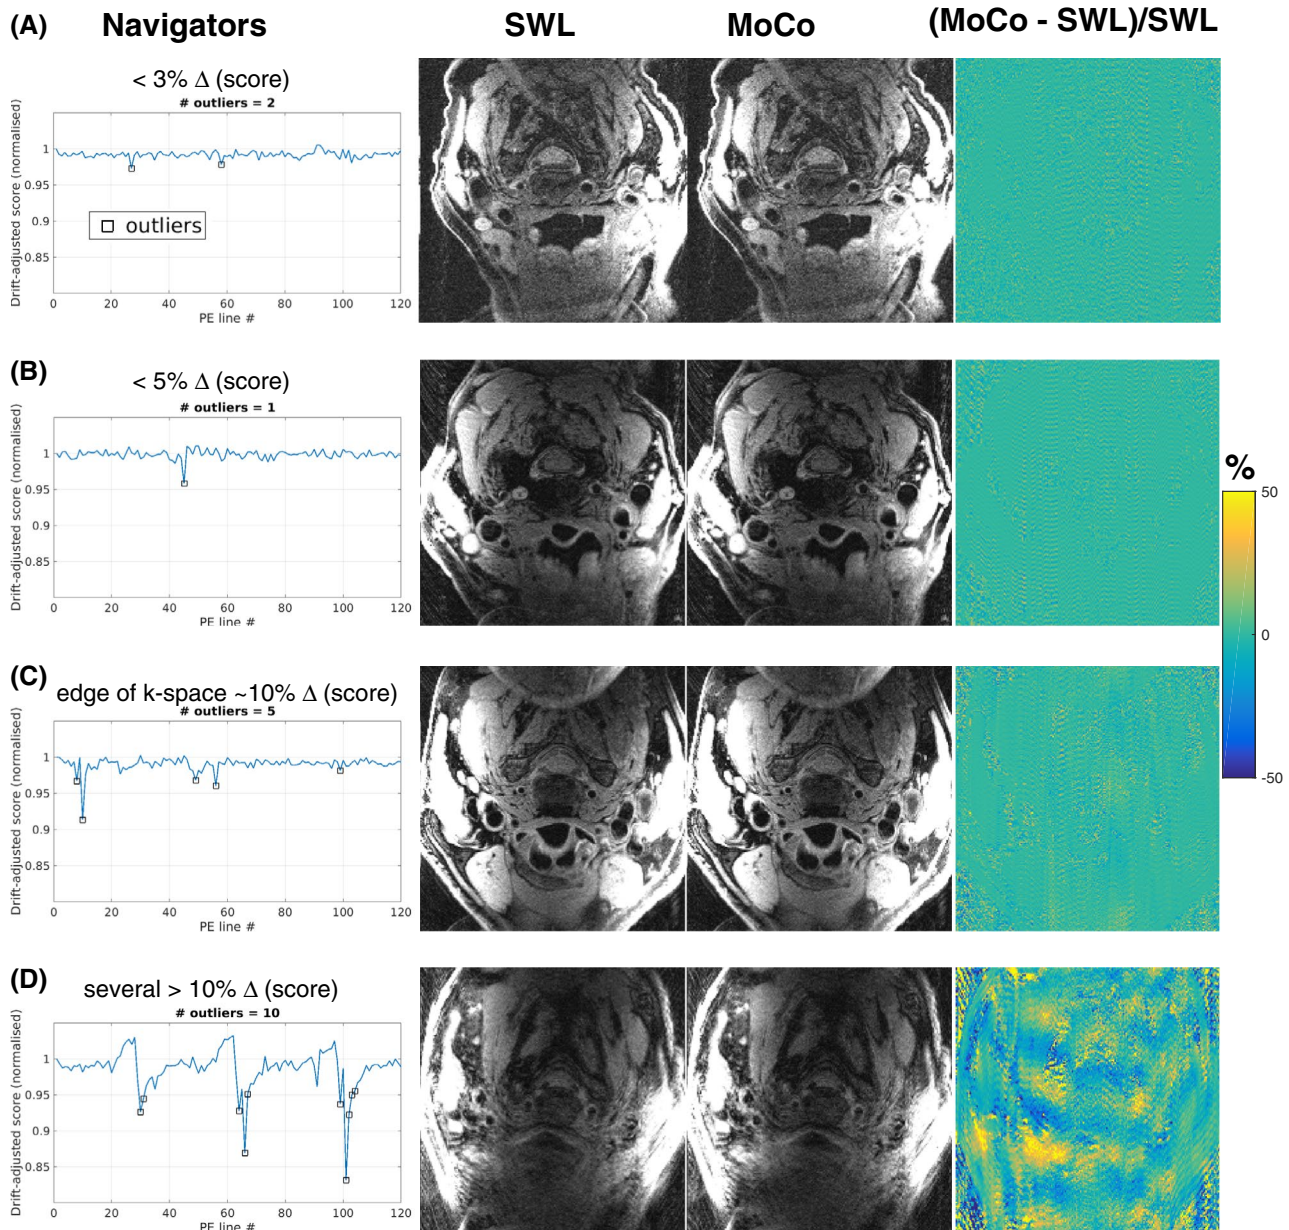 (A) Navigators SWL MoCo (MoCo - SWL)/SWL
< 3% Δ (score)
# outliers = 2
Drift-adjusted score (normalised)
1
0.95
0.9
0.85
outliers
0 20 40 60 80 100 120
PE line #
(B)
< 5% Δ (score)
# outliers = 1
Drift-adjusted score (normalised)
1
0.95
0.9
0.85
0 20 40 60 80 100 120
PE line #
%
50
0
-50
(C)
edge of k-space ~10% Δ (score)
# outliers = 5
Drift-adjusted score (normalised)
1
0.95
0.9
0.85
0 20 40 60 80 100 120
PE line #
(D)
several > 10% Δ (score)
# outliers = 10
Drift-adjusted score (normalised)
1
0.95
0.9
0.85
0 20 40 60 80 100 120
PE line #